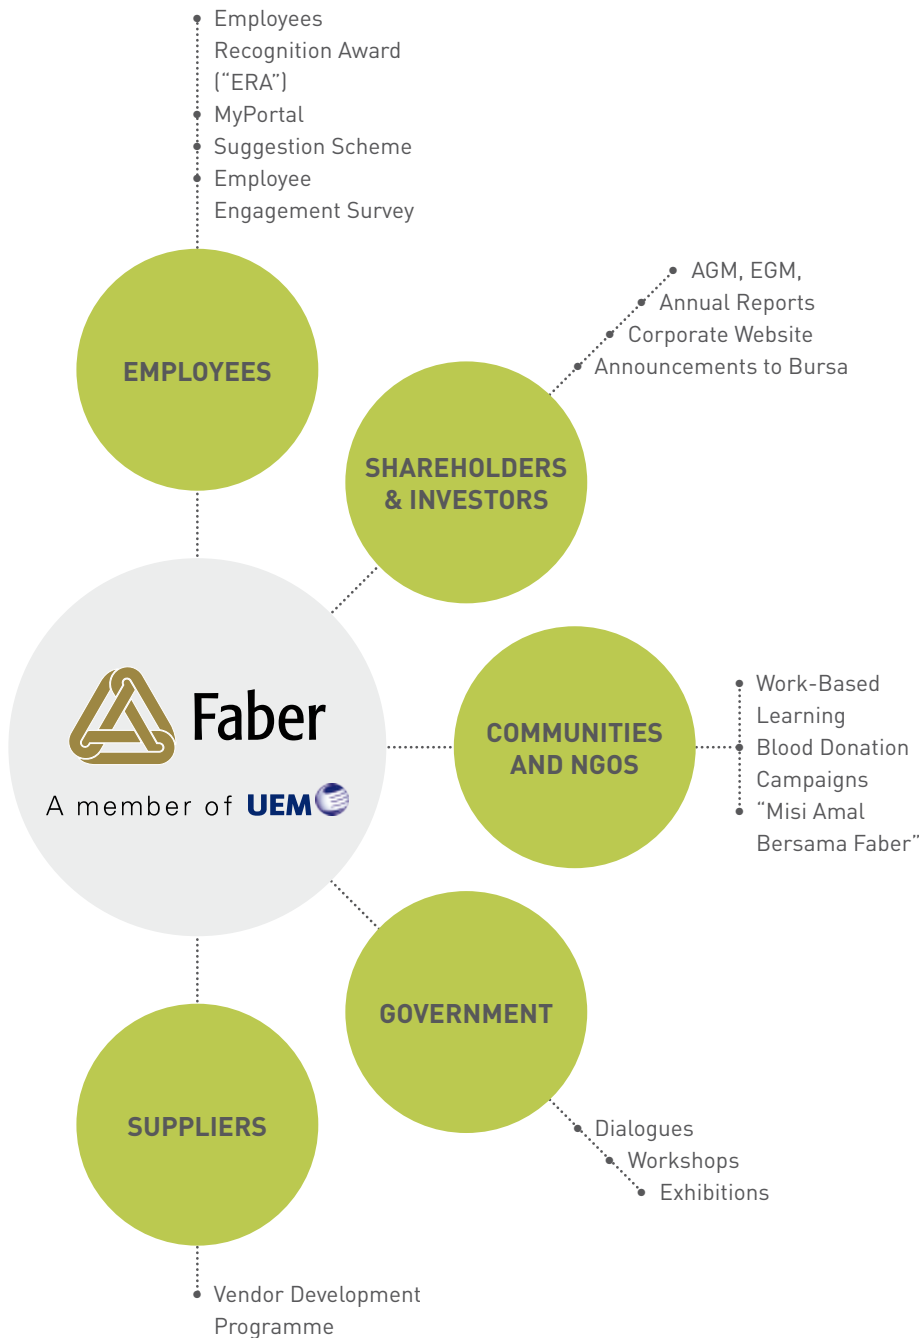 Employees
Recognition Award
(“ERA”)
MyPortal
Suggestion Scheme
Employee
Engagement Survey
EMPLOYEES
AGM, EGM,
Annual Reports
Corporate Website
Announcements to Bursa
SHAREHOLDERS
& INVESTORS
Faber
A member of UEM
COMMUNITIES
AND NGOS
Work-Based
Learning
Blood Donation
Campaigns
“Misi Amal
Bersama Faber”
GOVERNMENT
Dialogues
Workshops
Exhibitions
SUPPLIERS
Vendor Development
Programme